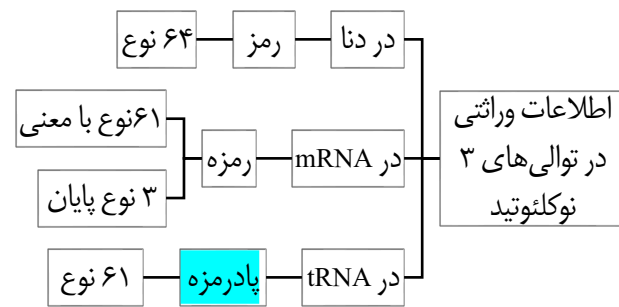 در دنا
رمز
۶۴ نوع
اطلاعات وراثتی
در توالی‌های ۳
نوکلئوتید
در mRNA
رمزه
۶۱نوع با معنی
۳ نوع پایان
در tRNA
پادرمزه
۶۱ نوع